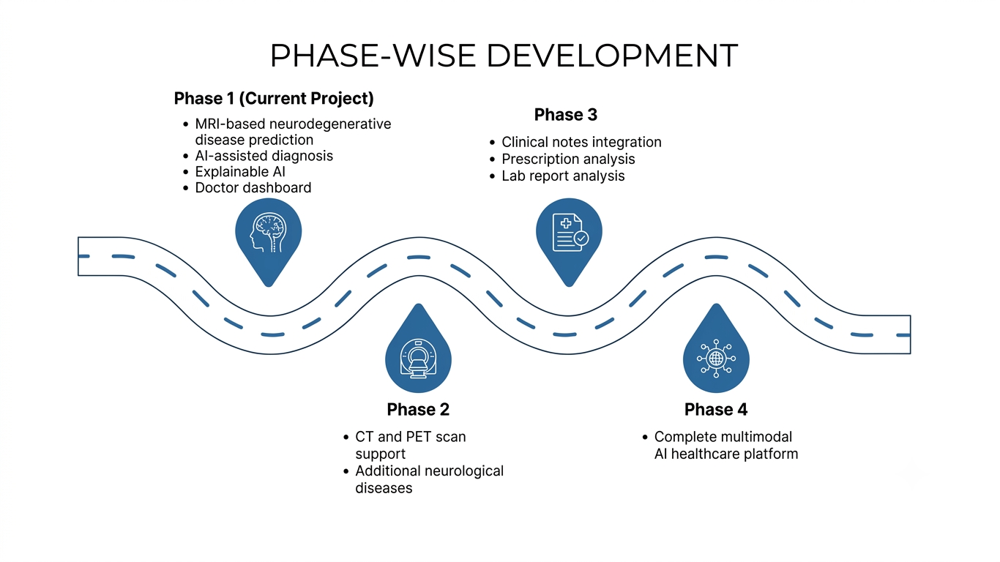 PHASE-WISE DEVELOPMENT
Phase 1 (Current Project)
• MRI-based neurodegenerative
disease prediction
• AI-assisted diagnosis
• Explainable AI
• Doctor dashboard
Phase 3
• Clinical notes integration
• Prescription analysis
• Lab report analysis
Phase 2
• CT and PET scan
support
• Additional neurological
diseases
Phase 4
• Complete multimodal
AI healthcare platform